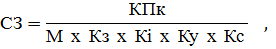 СЗ = КПк / М х Кз х Кі х Ку х Кс ,